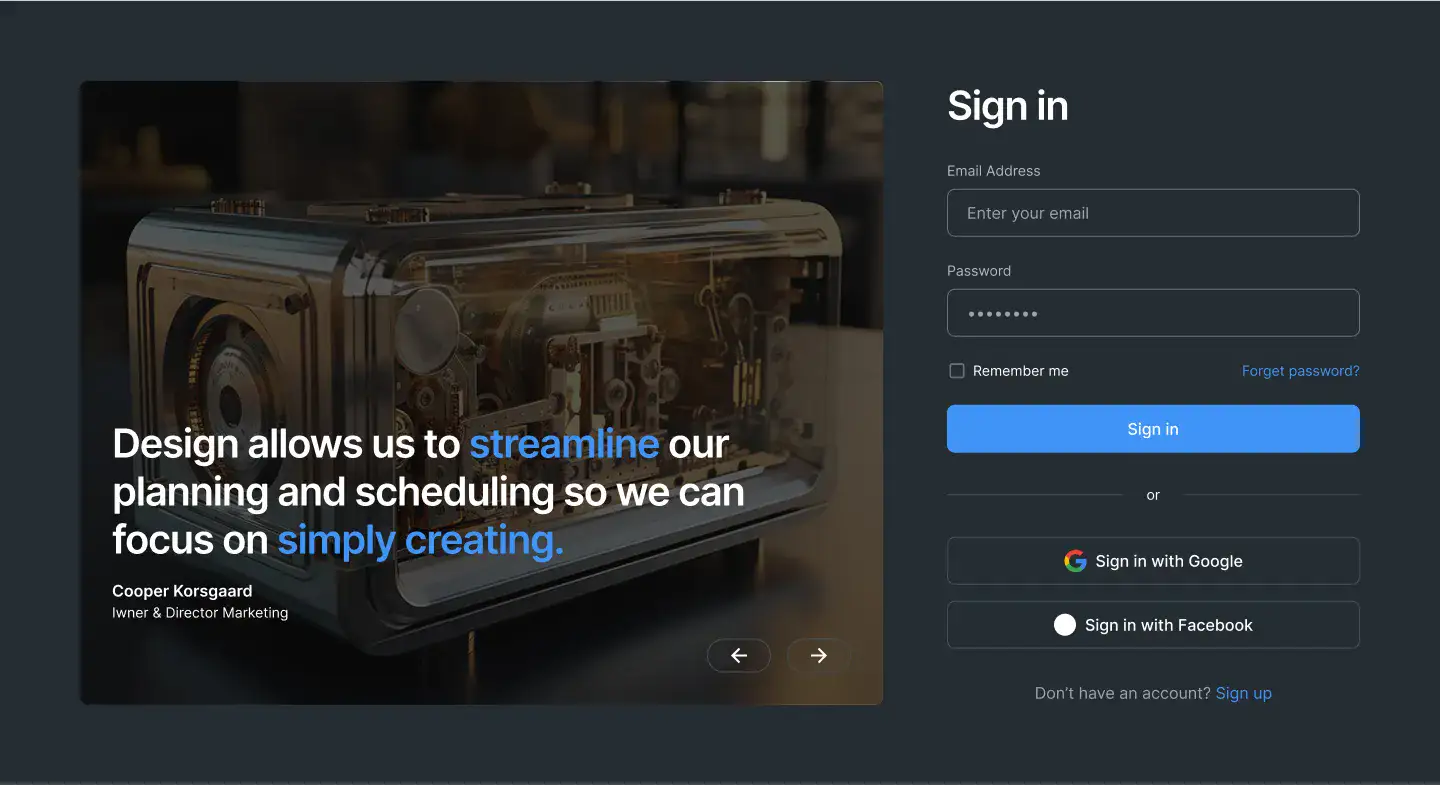 Design allows us to streamline our
planning and scheduling so we can
focus on simply creating.
Cooper Korsgaard
Iwner & Director Marketing
Sign in
Email Address
Enter your email
Password
••••••••
Remember me
Forget password?
Sign in
or
Sign in with Google
Sign in with Facebook
Don’t have an account? Sign up